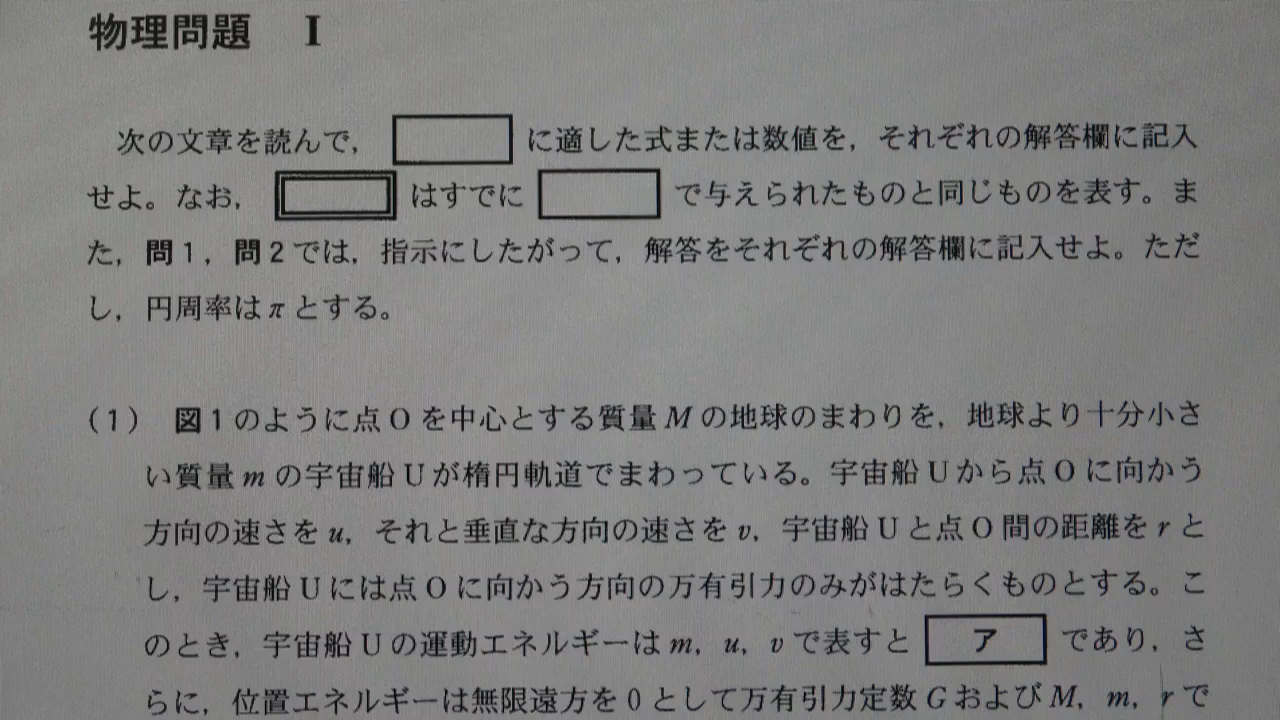 物理問題 I
次の文章を読んで， に適した式または数値を，それぞれの解答欄に記入
せよ。なお， はすでに で与えられたものと同じものを表す。ま
た，問1，問2では，指示にしたがって，解答をそれぞれの解答欄に記入せよ。ただ
し，円周率はπとする。
（1） 図1のように点Oを中心とする質量Mの地球のまわりを，地球より十分小さ
い質量mの宇宙船Uが楕円軌道でまわっている。宇宙船Uから点Oに向かう
方向の速さをu，それと垂直な方向の速さをv，宇宙船Uと点O間の距離をrと
し，宇宙船Uには点Oに向かう方向の万有引力のみがはたらくものとする。こ
のとき，宇宙船Uの運動エネルギーはm，u，vで表すと ア であり，さ
らに，位置エネルギーは無限遠方を0として万有引力定数GおよびM，m，rで